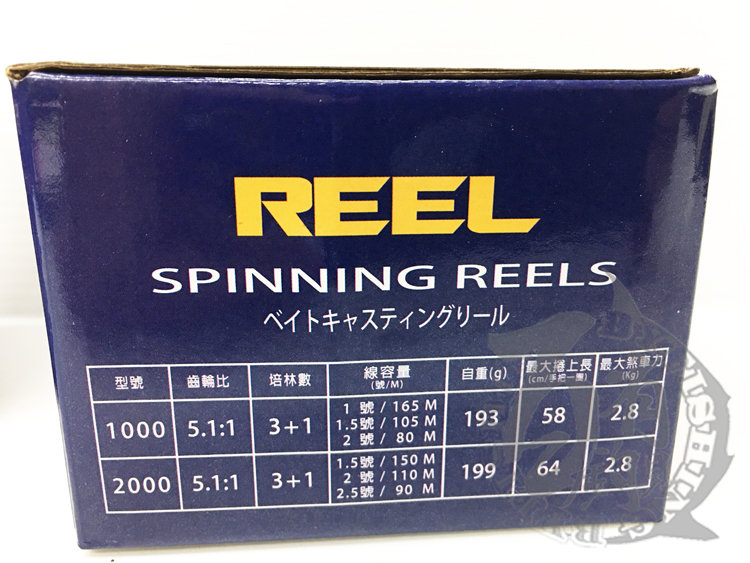 REEL
SPINNING REELS
ベイトキャスティングリール
型號 齒輪比 培林數 線容量 (號/M) 自重(g) 最大捲上長 (cm/手把一圈) 最大煞車力 (Kg)
1000 5.1:1 3+1 1 號 / 165 M 193 58 2.8
1.5號 / 105 M
2 號 / 80 M
2000 5.1:1 3+1 1.5號 / 150 M 199 64 2.8
2 號 / 110 M
2.5號 / 90 M